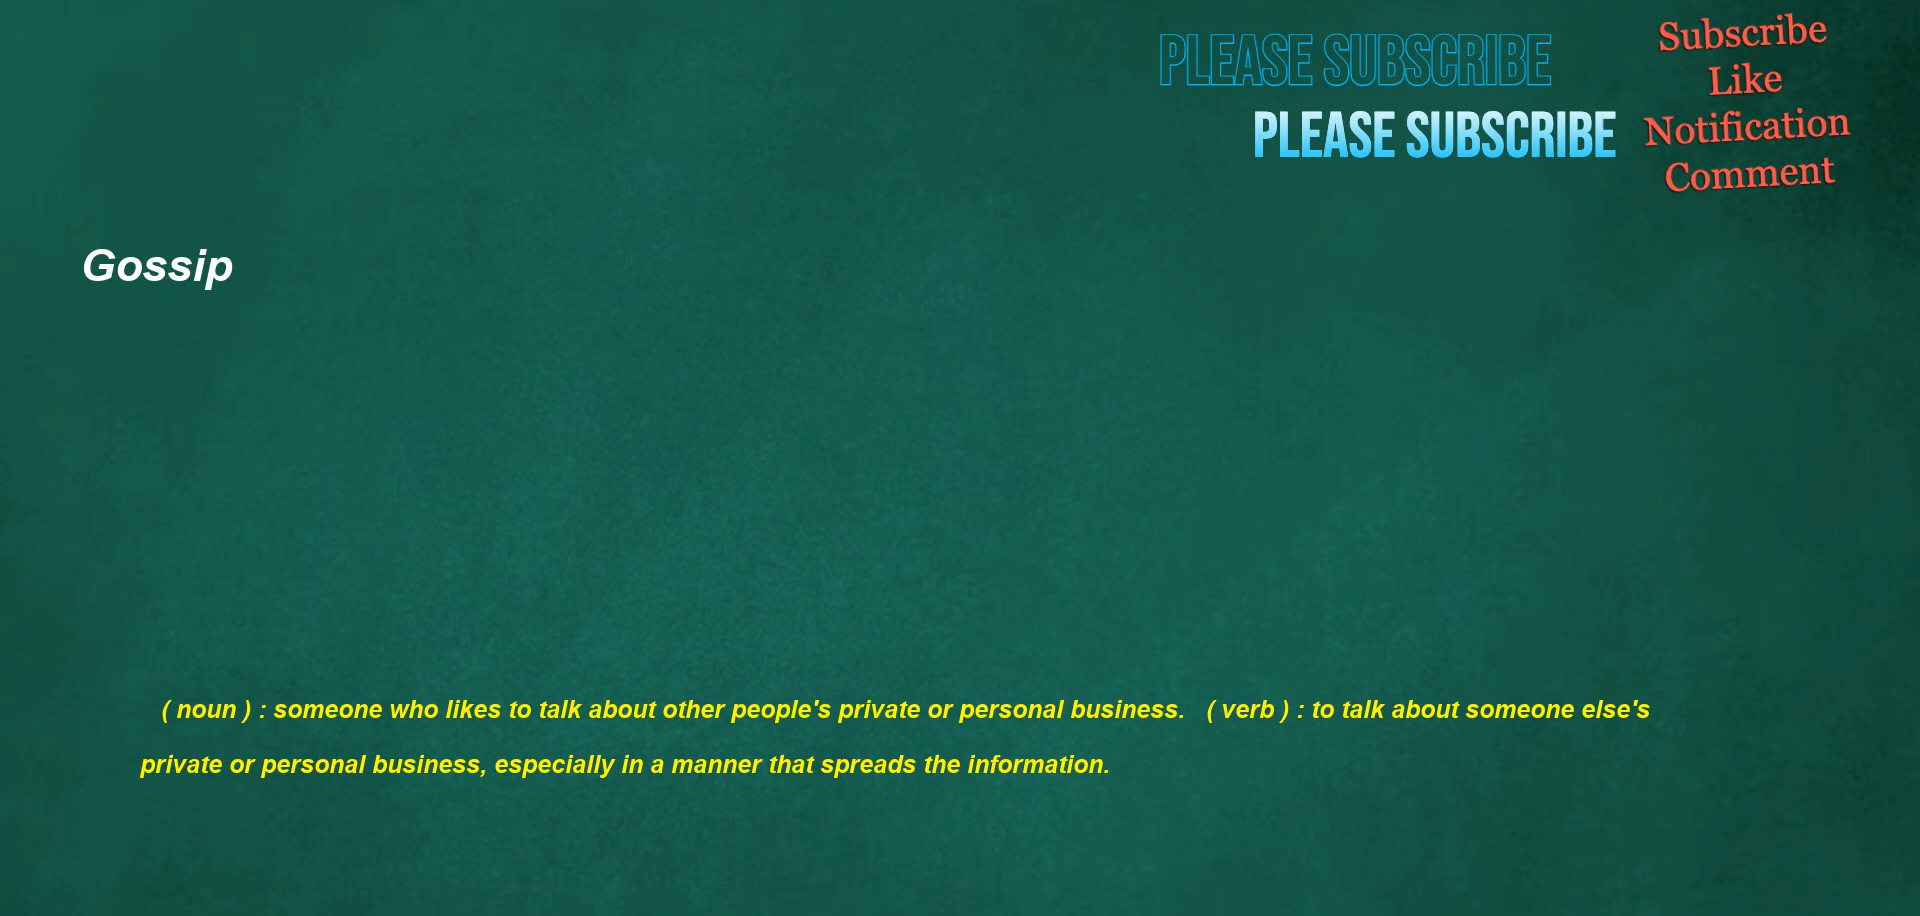 PLEASE SUBSCRIBE
PLEASE SUBSCRIBE
Subscribe
Like
Notification
Comment
Gossip
( noun ) : someone who likes to talk about other people's private or personal business.   ( verb ) : to talk about someone else's
private or personal business, especially in a manner that spreads the information.